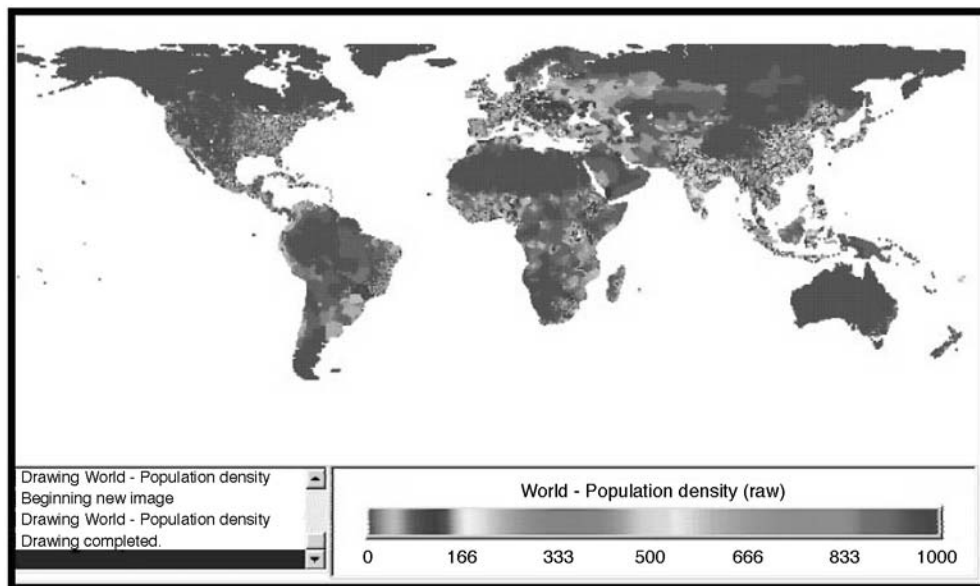 Drawing World - Population density
Beginning new image
Drawing World - Population density
Drawing completed.
World - Population density (raw)
0 166 333 500 666 833 1000